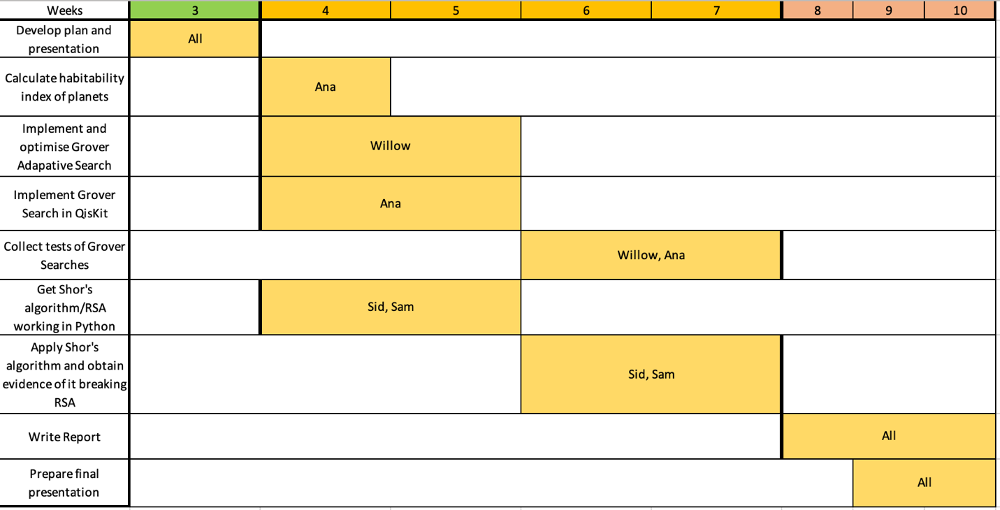 Weeks 3 4 5 6 7 8 9 10
Develop plan and
presentation
All
Calculate habitability
index of planets
Ana
Implement and
optimise Grover
Adapative Search
Willow
Implement Grover
Search in QisKit
Ana
Collect tests of Grover
Searches
Willow, Ana
Get Shor's
algorithm/RSA
working in Python
Sid, Sam
Apply Shor's
algorithm and obtain
evidence of it breaking
RSA
Sid, Sam
Write Report
All
Prepare final
presentation
All